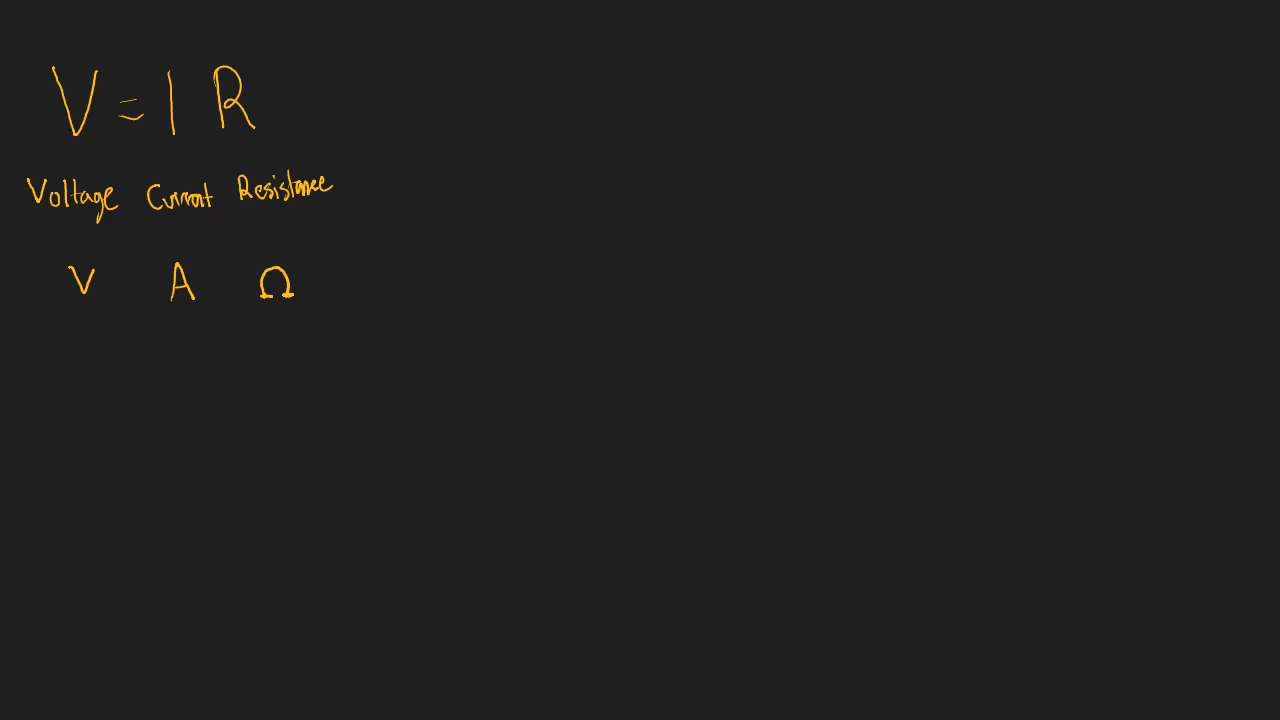 V = I R
Voltage Current Resistance
V A Ω